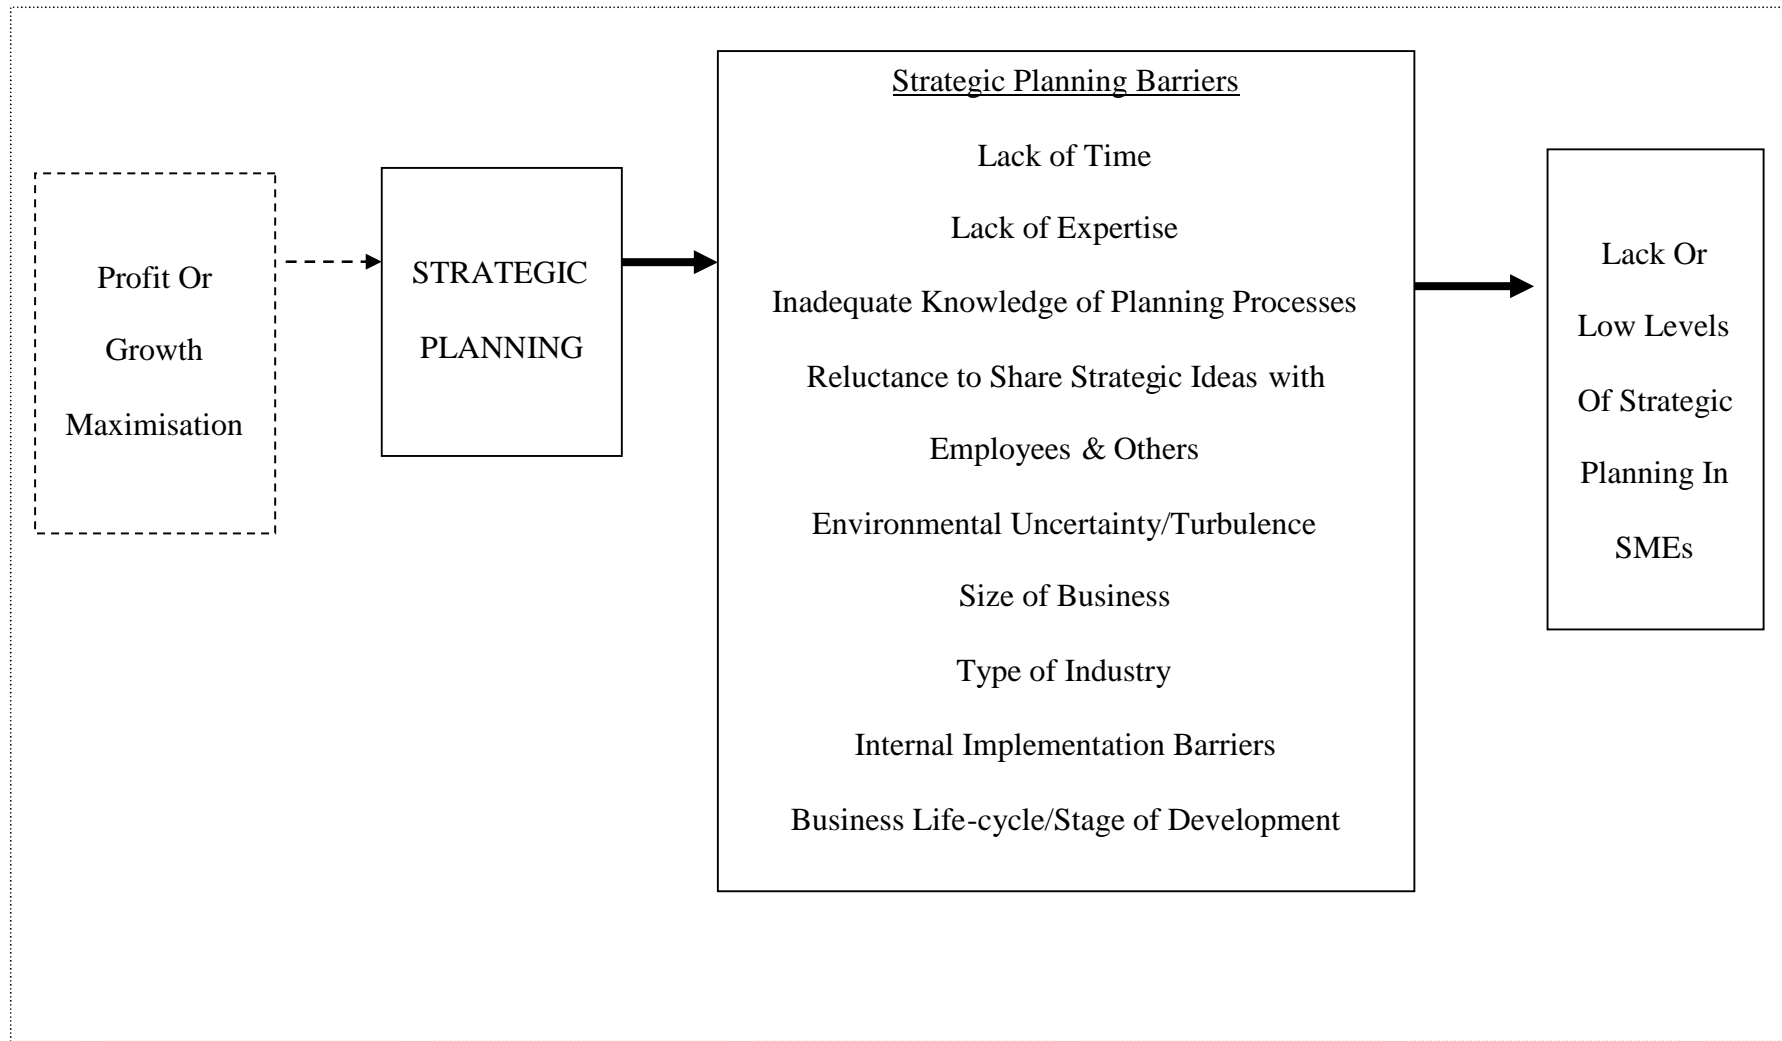 Profit Or
Growth
Maximisation
STRATEGIC
PLANNING
Strategic Planning Barriers
Lack of Time
Lack of Expertise
Inadequate Knowledge of Planning Processes
Reluctance to Share Strategic Ideas with
Employees & Others
Environmental Uncertainty/Turbulence
Size of Business
Type of Industry
Internal Implementation Barriers
Business Life-cycle/Stage of Development
Lack Or
Low Levels
Of Strategic
Planning In
SMEs